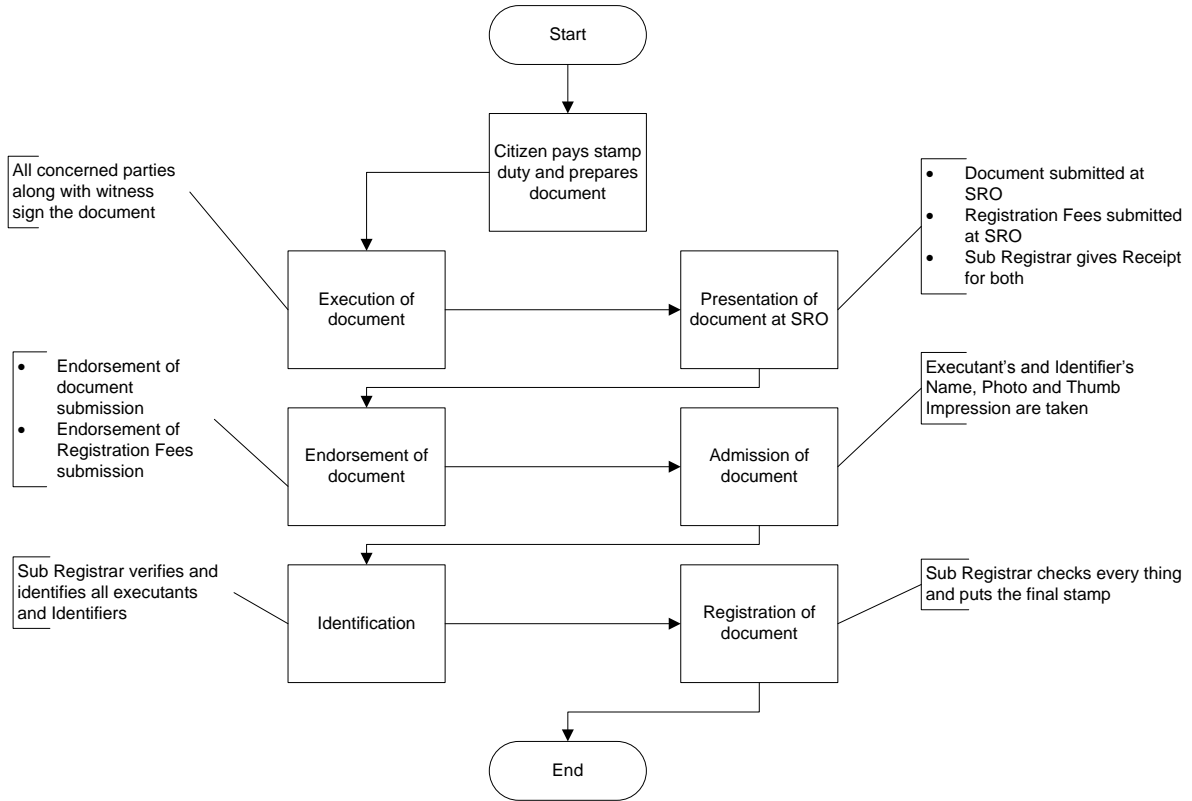 Start
Citizen pays stamp
duty and prepares
document
All concerned parties
along with witness
sign the document
Execution of
document
Presentation of
document at SRO
• Document submitted at
SRO
• Registration Fees submitted
at SRO
• Sub Registrar gives Receipt
for both
• Endorsement of
document
submission
• Endorsement of
Registration Fees
submission
Endorsement of
document
Admission of
document
Executant's and Identifier's
Name, Photo and Thumb
Impression are taken
Sub Registrar verifies and
identifies all executants
and Identifiers
Identification
Registration of
document
Sub Registrar checks every thing
and puts the final stamp
End